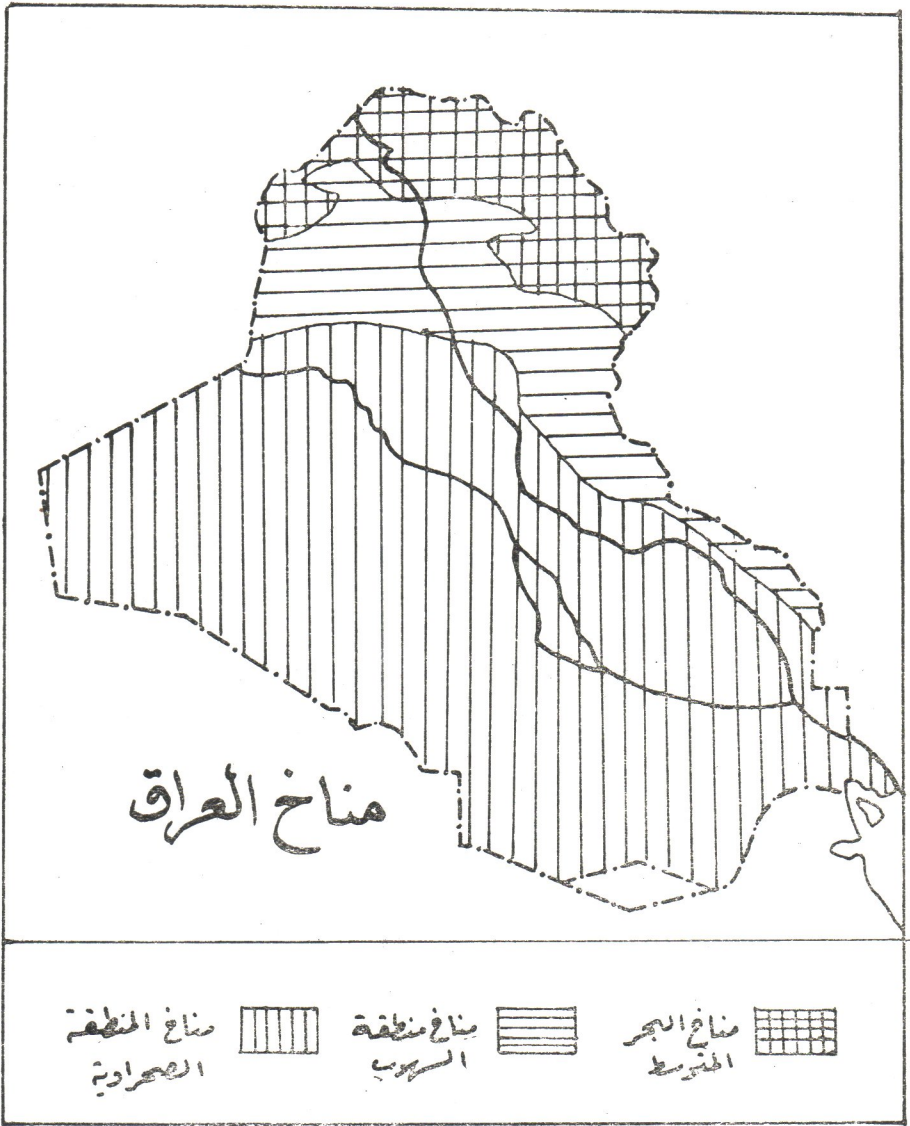 مناخ العراق
مناخ البحر
المتوسط
مناخ منطقة
السهوب
مناخ المنطقة
الصحراوية